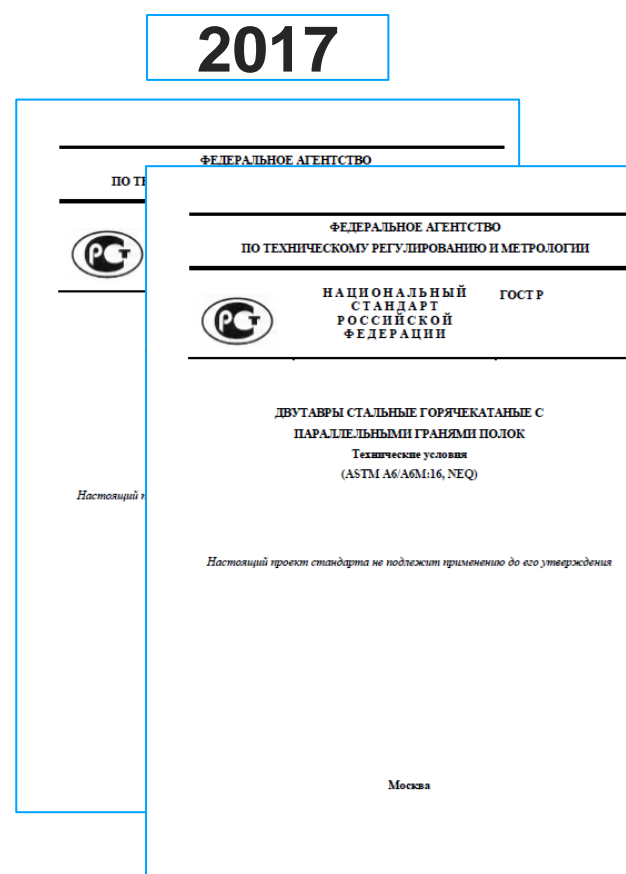 2017
ФЕДЕРАЛЬНОЕ АГЕНТСТВО
ПО ТЕ
РСТ
Настоящий п
ФЕДЕРАЛЬНОЕ АГЕНТСТВО
ПО ТЕХНИЧЕСКОМУ РЕГУЛИРОВАНИЮ И МЕТРОЛОГИИ
РСТ
НАЦИОНАЛЬНЫЙ ГОСТ Р
СТАНДАРТ
РОССИЙСКОЙ
ФЕДЕРАЦИИ
ДВУТАВРЫ СТАЛЬНЫЕ ГОРЯЧЕКАТАНЫЕ С
ПАРАЛЛЕЛЬНЫМИ ГРАНЯМИ ПОЛОК
Технические условия
(ASTM A6/A6M:16, NEQ)
Настоящий проект стандарта не подлежит применению до его утверждения
Москва